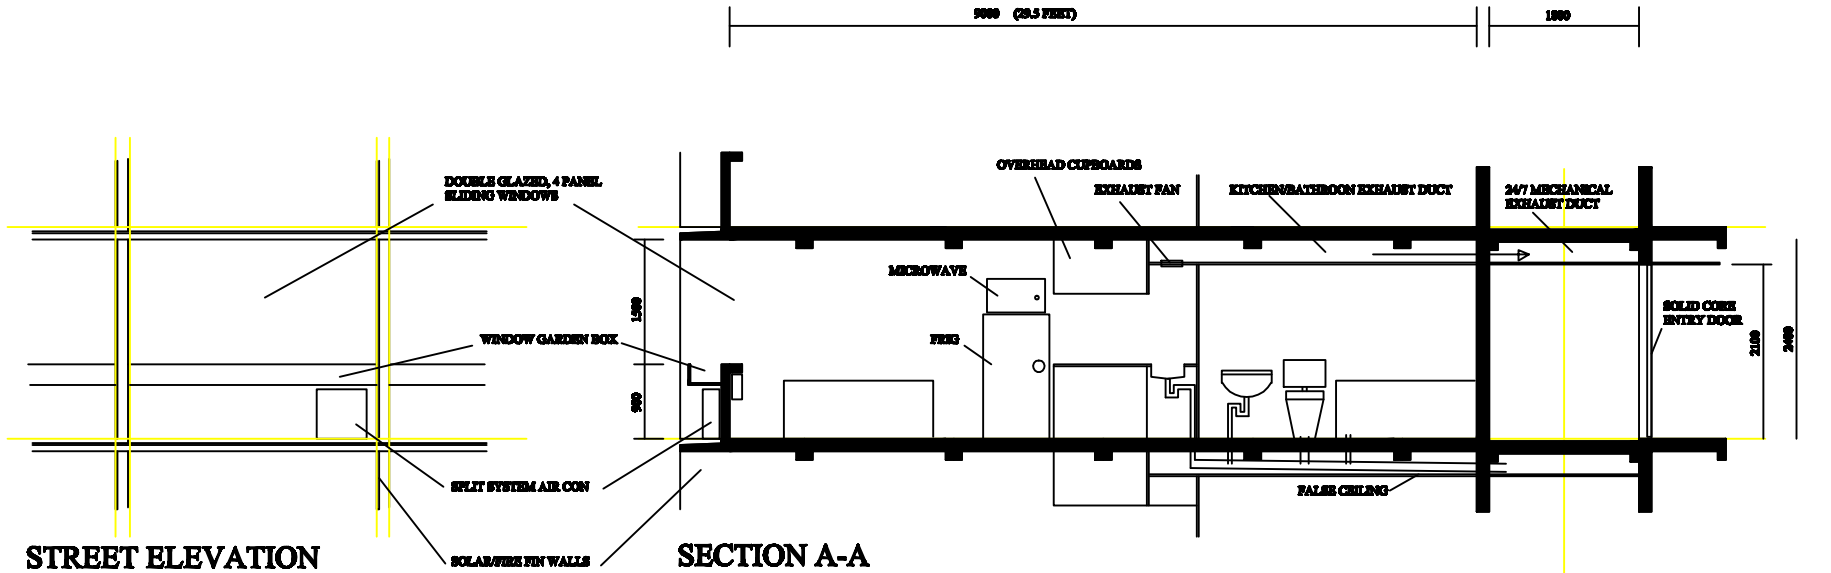 9000 (29.5 FEET)
1800
OVERHEAD CUPBOARDS
EXHAUST FAN
KITCHEN/BATHROON EXHAUST DUCT
24/7 MECHANICAL
EXHAUST DUCT
DOUBLE GLAZED, 4 PANEL
SLIDING WINDOWS
MICROWAVE
1500
SOLID CORE
ENTRY DOOR
WINDOW GARDEN BOX
FRIG
2100
2400
900
SPLIT SYSTEM AIR CON
FALSE CEILING
STREET ELEVATION
SOLAR/FIRE FIN WALLS
SECTION A-A